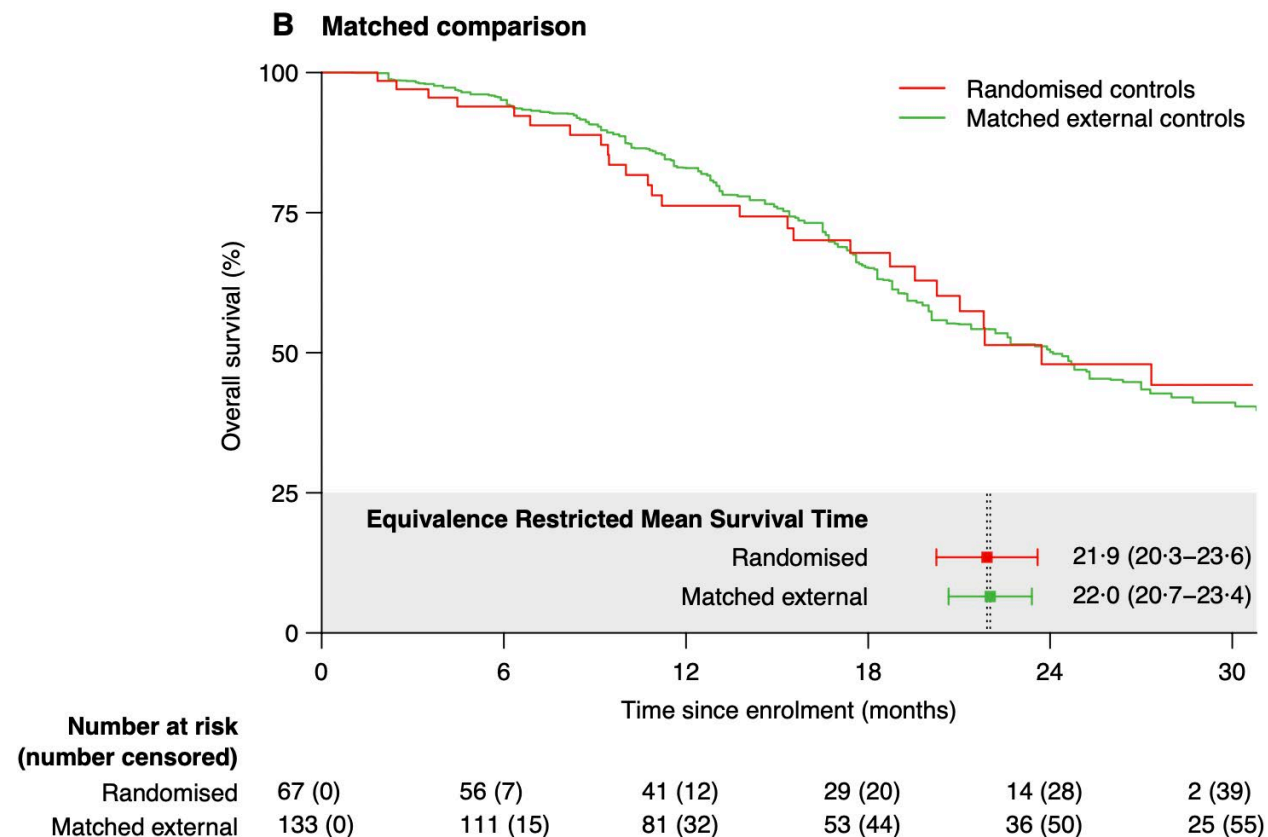 B Matched comparison
100
75
50
25
0
Overall survival (%)
Randomised controls
Matched external controls
Equivalence Restricted Mean Survival Time
Randomised 21·9 (20·3–23·6)
Matched external 22·0 (20·7–23·4)
0 6 12 18 24 30
Time since enrolment (months)
Number at risk
(number censored)
Randomised 67 (0) 56 (7) 41 (12) 29 (20) 14 (28) 2 (39)
Matched external 133 (0) 111 (15) 81 (32) 53 (44) 36 (50) 25 (55)